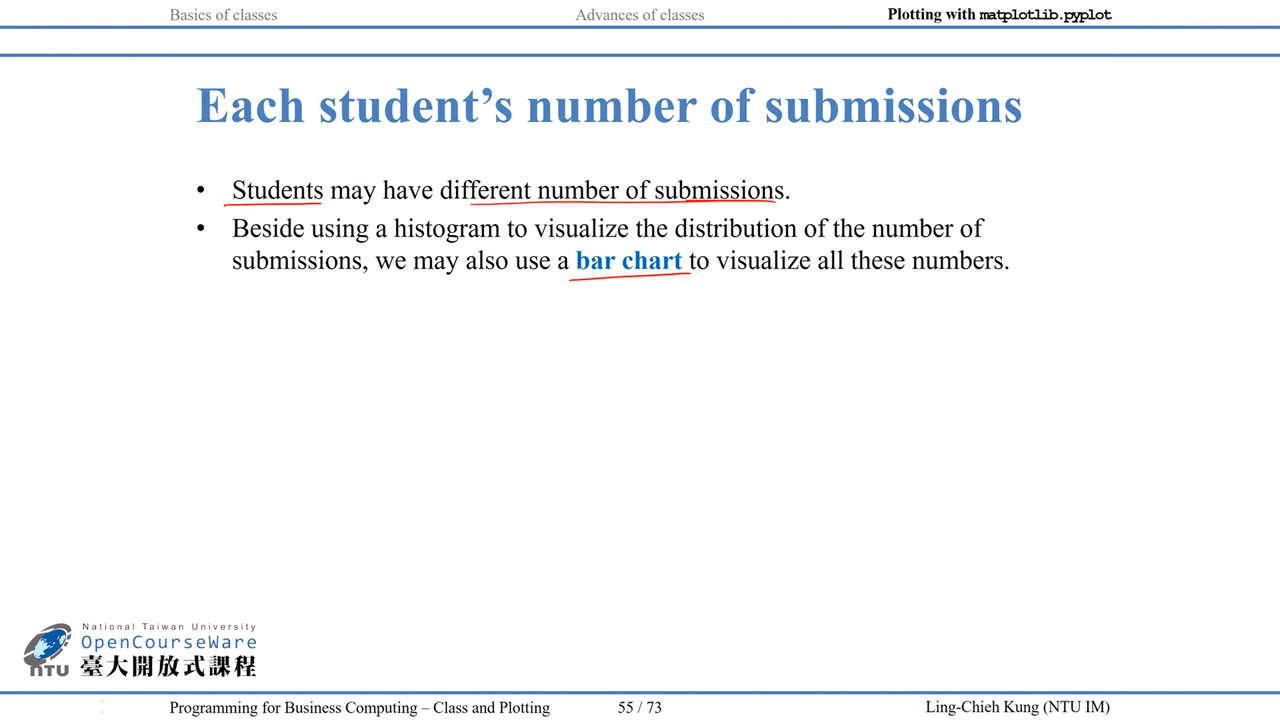 Basics of classes
Advances of classes
Plotting with matplotlib.pyplot
Each student's number of submissions
• Students may have different number of submissions.
• Beside using a histogram to visualize the distribution of the number of
submissions, we may also use a bar chart to visualize all these numbers.
National Taiwan University
OpenCourseWare
NTU 臺大開放式課程
Programming for Business Computing – Class and Plotting
55 / 73
Ling-Chieh Kung (NTU IM)